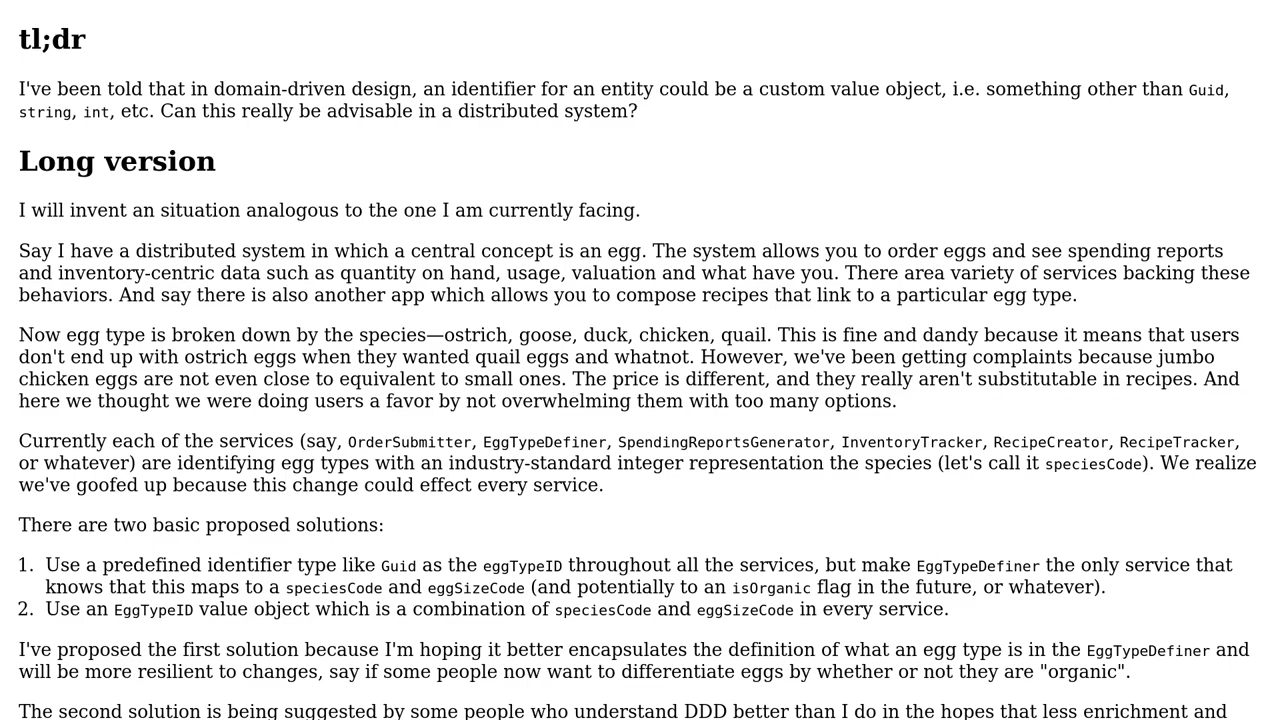 tl;dr
I've been told that in domain-driven design, an identifier for an entity could be a custom value object, i.e. something other than Guid,
string, int, etc. Can this really be advisable in a distributed system?
Long version
I will invent an situation analogous to the one I am currently facing.
Say I have a distributed system in which a central concept is an egg. The system allows you to order eggs and see spending reports
and inventory-centric data such as quantity on hand, usage, valuation and what have you. There area variety of services backing these
behaviors. And say there is also another app which allows you to compose recipes that link to a particular egg type.
Now egg type is broken down by the species—ostrich, goose, duck, chicken, quail. This is fine and dandy because it means that users
don't end up with ostrich eggs when they wanted quail eggs and whatnot. However, we've been getting complaints because jumbo
chicken eggs are not even close to equivalent to small ones. The price is different, and they really aren't substitutable in recipes. And
here we thought we were doing users a favor by not overwhelming them with too many options.
Currently each of the services (say, OrderSubmitter, EggTypeDefiner, SpendingReportsGenerator, InventoryTracker, RecipeCreator, RecipeTracker,
or whatever) are identifying egg types with an industry-standard integer representation the species (let's call it speciesCode). We realize
we've goofed up because this change could effect every service.
There are two basic proposed solutions:
1. Use a predefined identifier type like Guid as the eggTypeID throughout all the services, but make EggTypeDefiner the only service that
knows that this maps to a speciesCode and eggSizeCode (and potentially to an isOrganic flag in the future, or whatever).
2. Use an EggTypeID value object which is a combination of speciesCode and eggSizeCode in every service.
I've proposed the first solution because I'm hoping it better encapsulates the definition of what an egg type is in the EggTypeDefiner and
will be more resilient to changes, say if some people now want to differentiate eggs by whether or not they are "organic".
The second solution is being suggested by some people who understand DDD better than I do in the hopes that less enrichment and